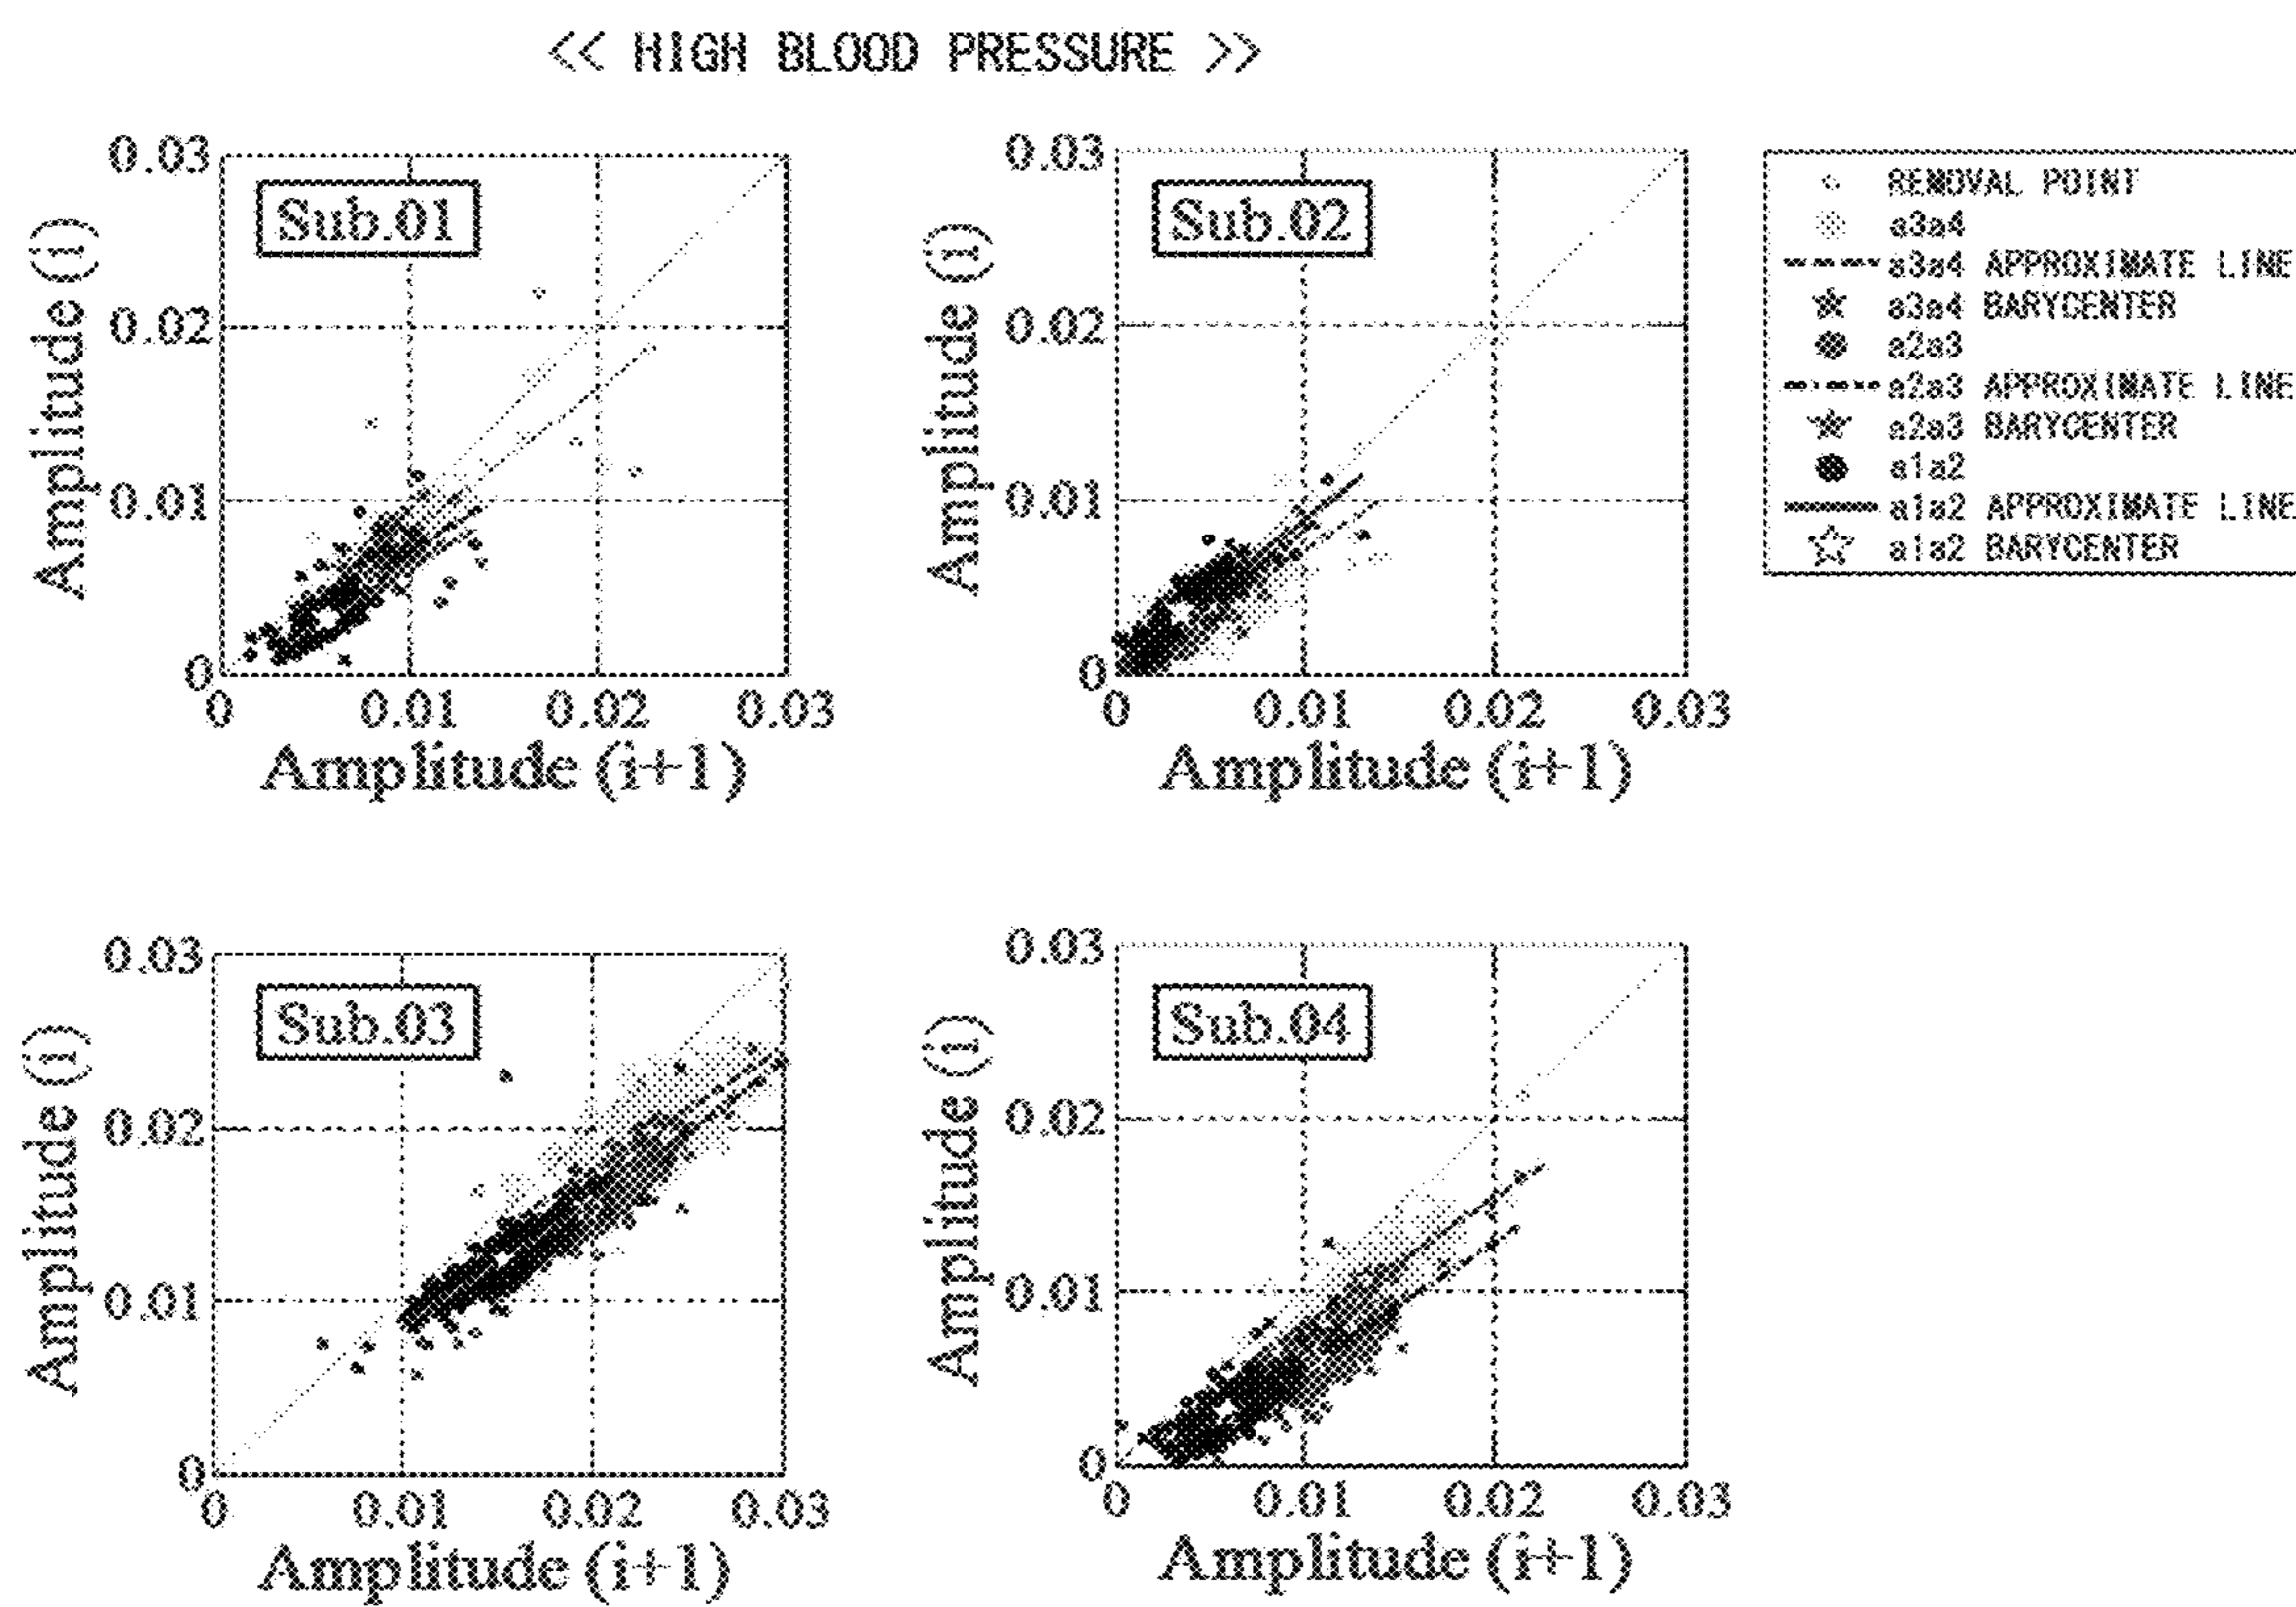 << HIGH BLOOD PRESSURE >>
Sub.01
Amplitude (i)
0.03
0.02
0.01
0
0
0.01
0.02
0.03
Amplitude (i+1)
Sub.02
Amplitude (i)
0.03
0.02
0.01
0
0
0.01
0.02
0.03
Amplitude (i+1)
REMOVAL POINT
a3a4
a3a4 APPROXIMATE LINE
a3a4 BARYCENTER
a2a3
a2a3 APPROXIMATE LINE
a2a3 BARYCENTER
a1a2
a1a2 APPROXIMATE LINE
a1a2 BARYCENTER
Sub.03
Amplitude (i)
0.03
0.02
0.01
0
0
0.01
0.02
0.03
Amplitude (i+1)
Sub.04
Amplitude (i)
0.03
0.02
0.01
0
0
0.01
0.02
0.03
Amplitude (i+1)